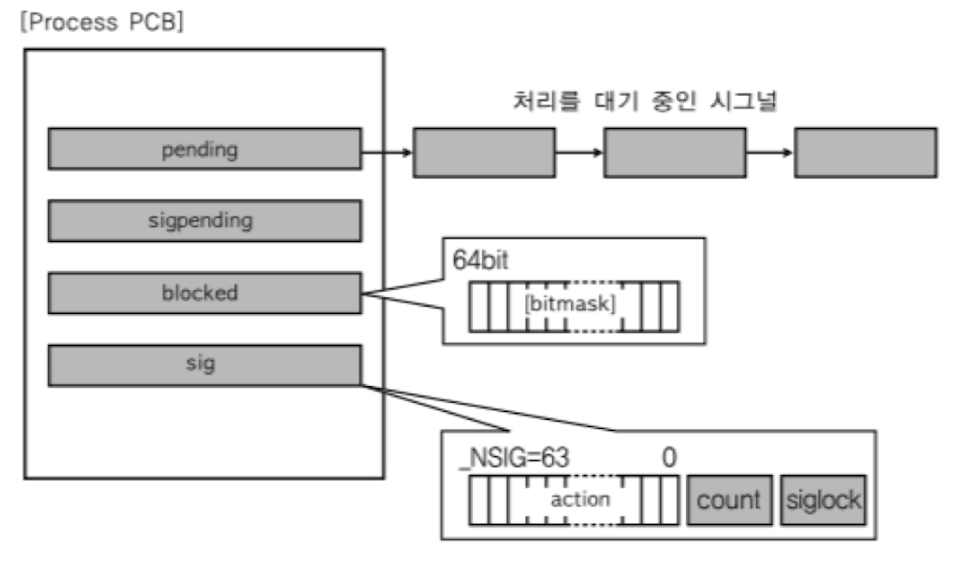 [Process PCB]
처리를 대기 중인 시그널
pending
sigpending
64bit
blocked
[bitmask]
sig
_NSIG=63 0
action count siglock